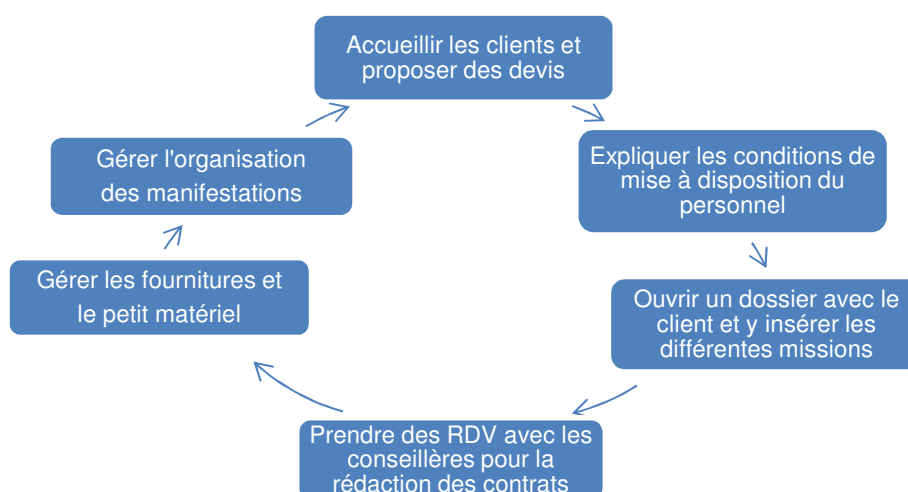 Accueillir les clients et
proposer des devis
Expliquer les conditions de
mise à disposition du
personnel
Ouvrir un dossier avec le
client et y insérer les
différentes missions
Prendre des RDV avec les
conseillères pour la
rédaction des contrats
Gérer les fournitures et
le petit matériel
Gérer l'organisation
des manifestations